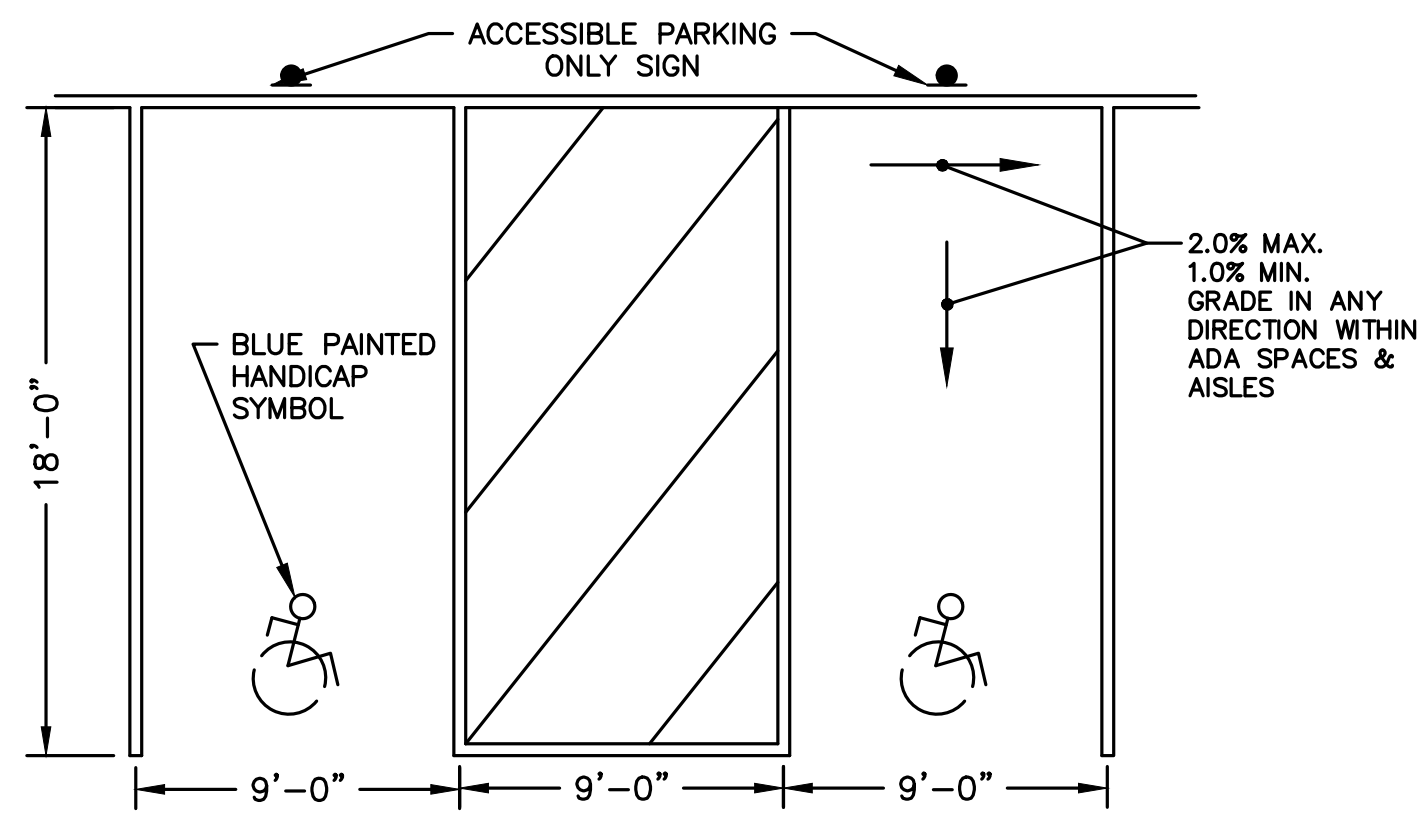 ACCESSIBLE PARKING
ONLY SIGN
2.0% MAX.
1.0% MIN.
GRADE IN ANY
DIRECTION WITHIN
ADA SPACES &
AISLES
BLUE PAINTED
HANDICAP
SYMBOL
18'-0"
9'-0"
9'-0"
9'-0"